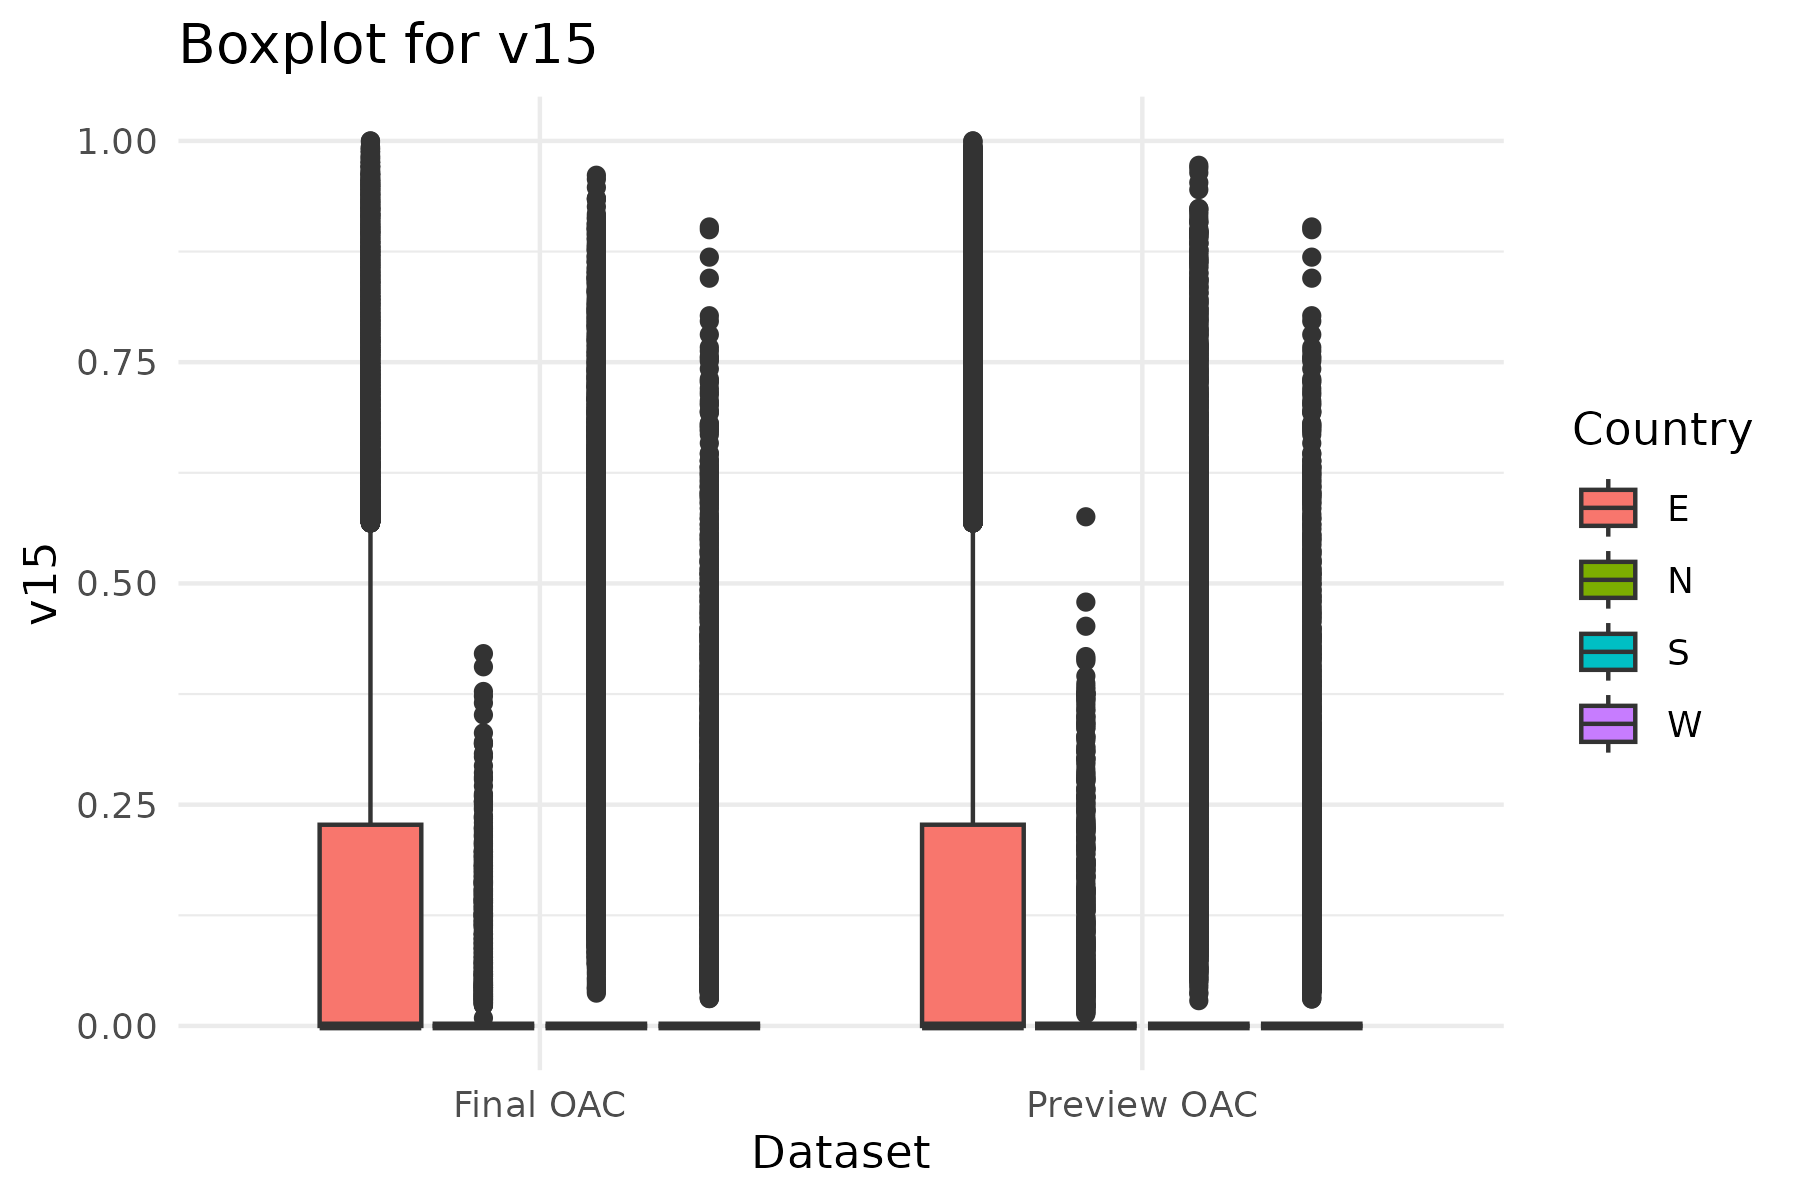 Boxplot for v15
1.00
0.75
0.50
0.25
0.00
v15
Final OAC
Preview OAC
Dataset
Country
E
N
S
W